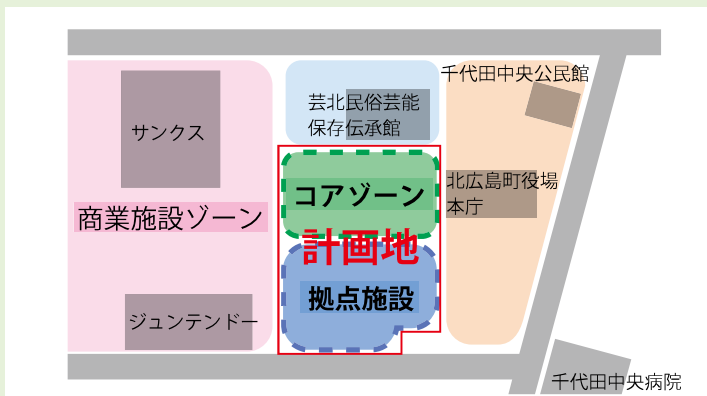 千代田中央公民館
芸北民俗芸能
保存伝承館
サンクス
北広島町役場
本庁
コアゾーン
商業施設ゾーン
計画地
拠点施設
ジュンテンドー
千代田中央病院